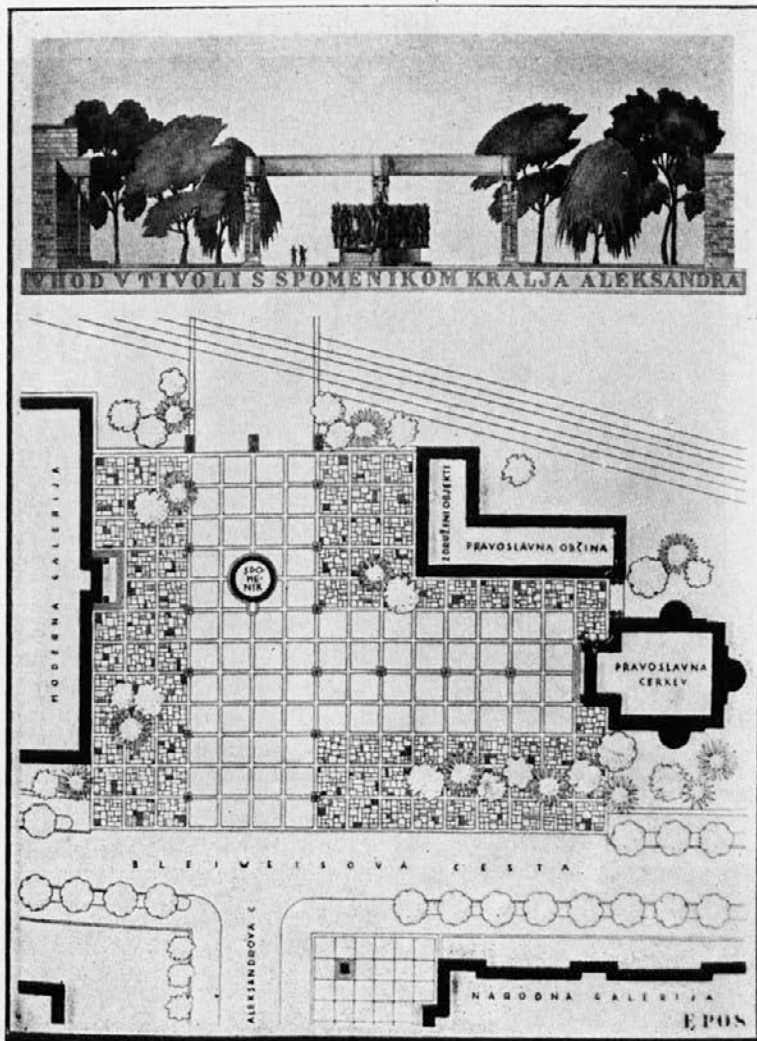 VHOD V TIVOLI S SPOMENIKOM KRALJA ALEKSANDRA
MODERNA GALERIJA
SPO-
ME-
NIK
ZDRUŽENI OBJEKTI
PRAVOSLAVNA OBČINA
PRAVOSLAVNA
CERKEV
BLEIWEISOVA CESTA
ALEKSANDROVA C
NARODNA GALERIJA
EPOS